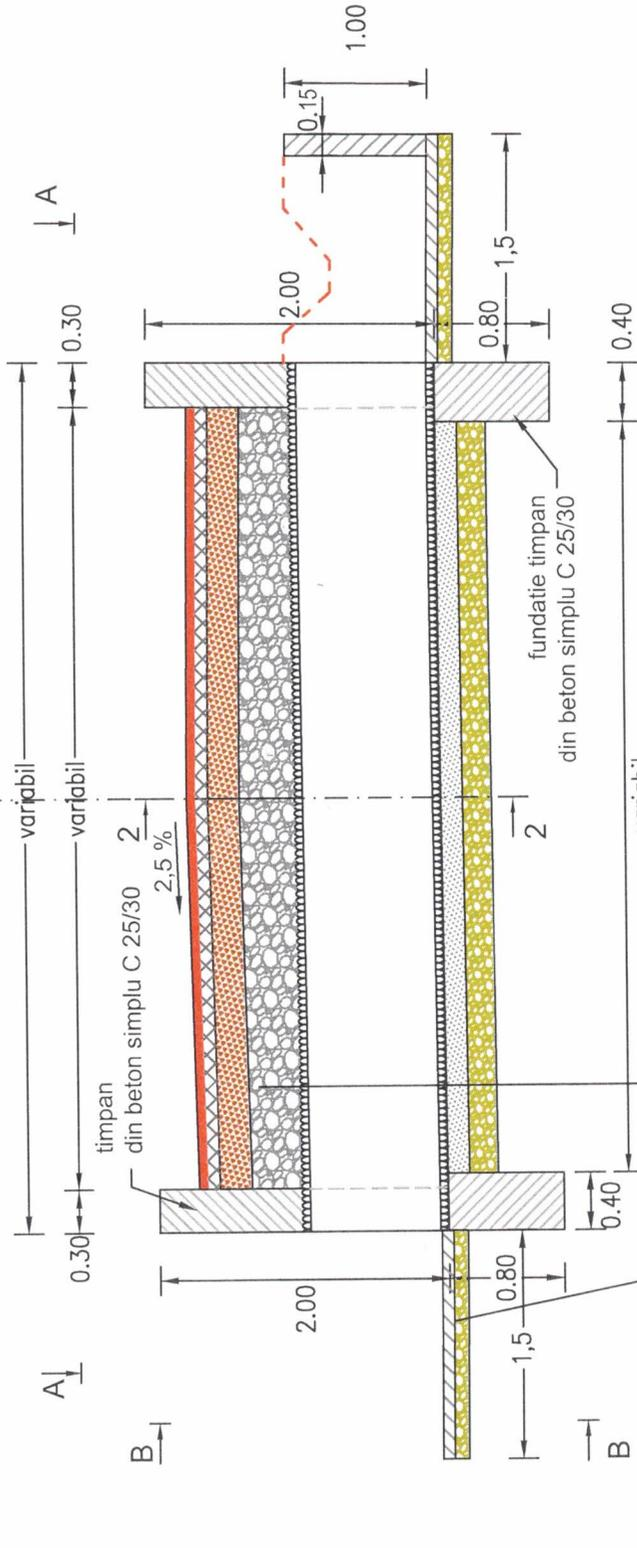 variabil
variabil
0.30
0.30
A
A
1.00
0.15
2.00
0.80
1,5
0.40
timpan
din beton simplu C 25/30
2
2,5 %
2
fundatie timpan
din beton simplu C 25/30
2.00
0.80
1,5
0.40
variabil
B
B